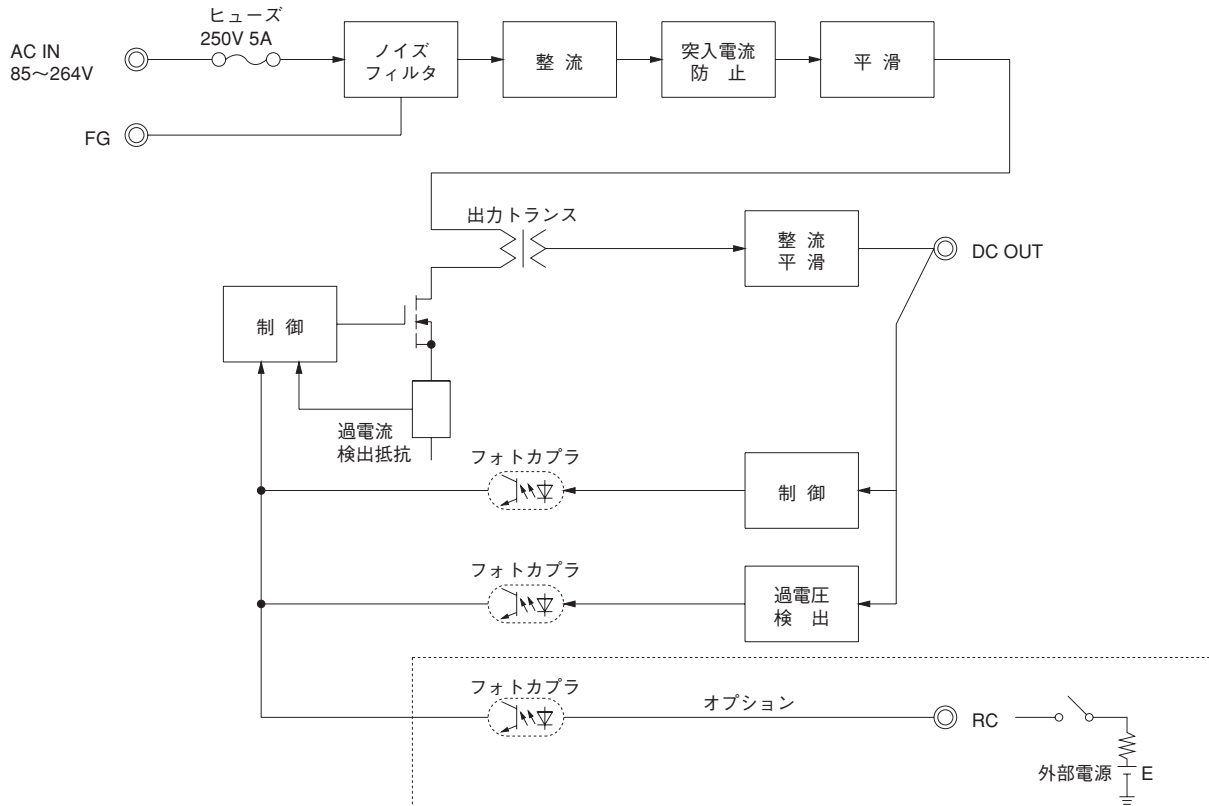 ヒューズ
250V 5A
AC IN
85〜264V
ノイズ
フィルタ
整 流
突入電流
防 止
平 滑
FG
出力トランス
整 流
平 滑
DC OUT
制 御
過電流
検出抵抗
フォトカプラ
制 御
フォトカプラ
過電圧
検 出
フォトカプラ
オプション
RC
外部電源
E